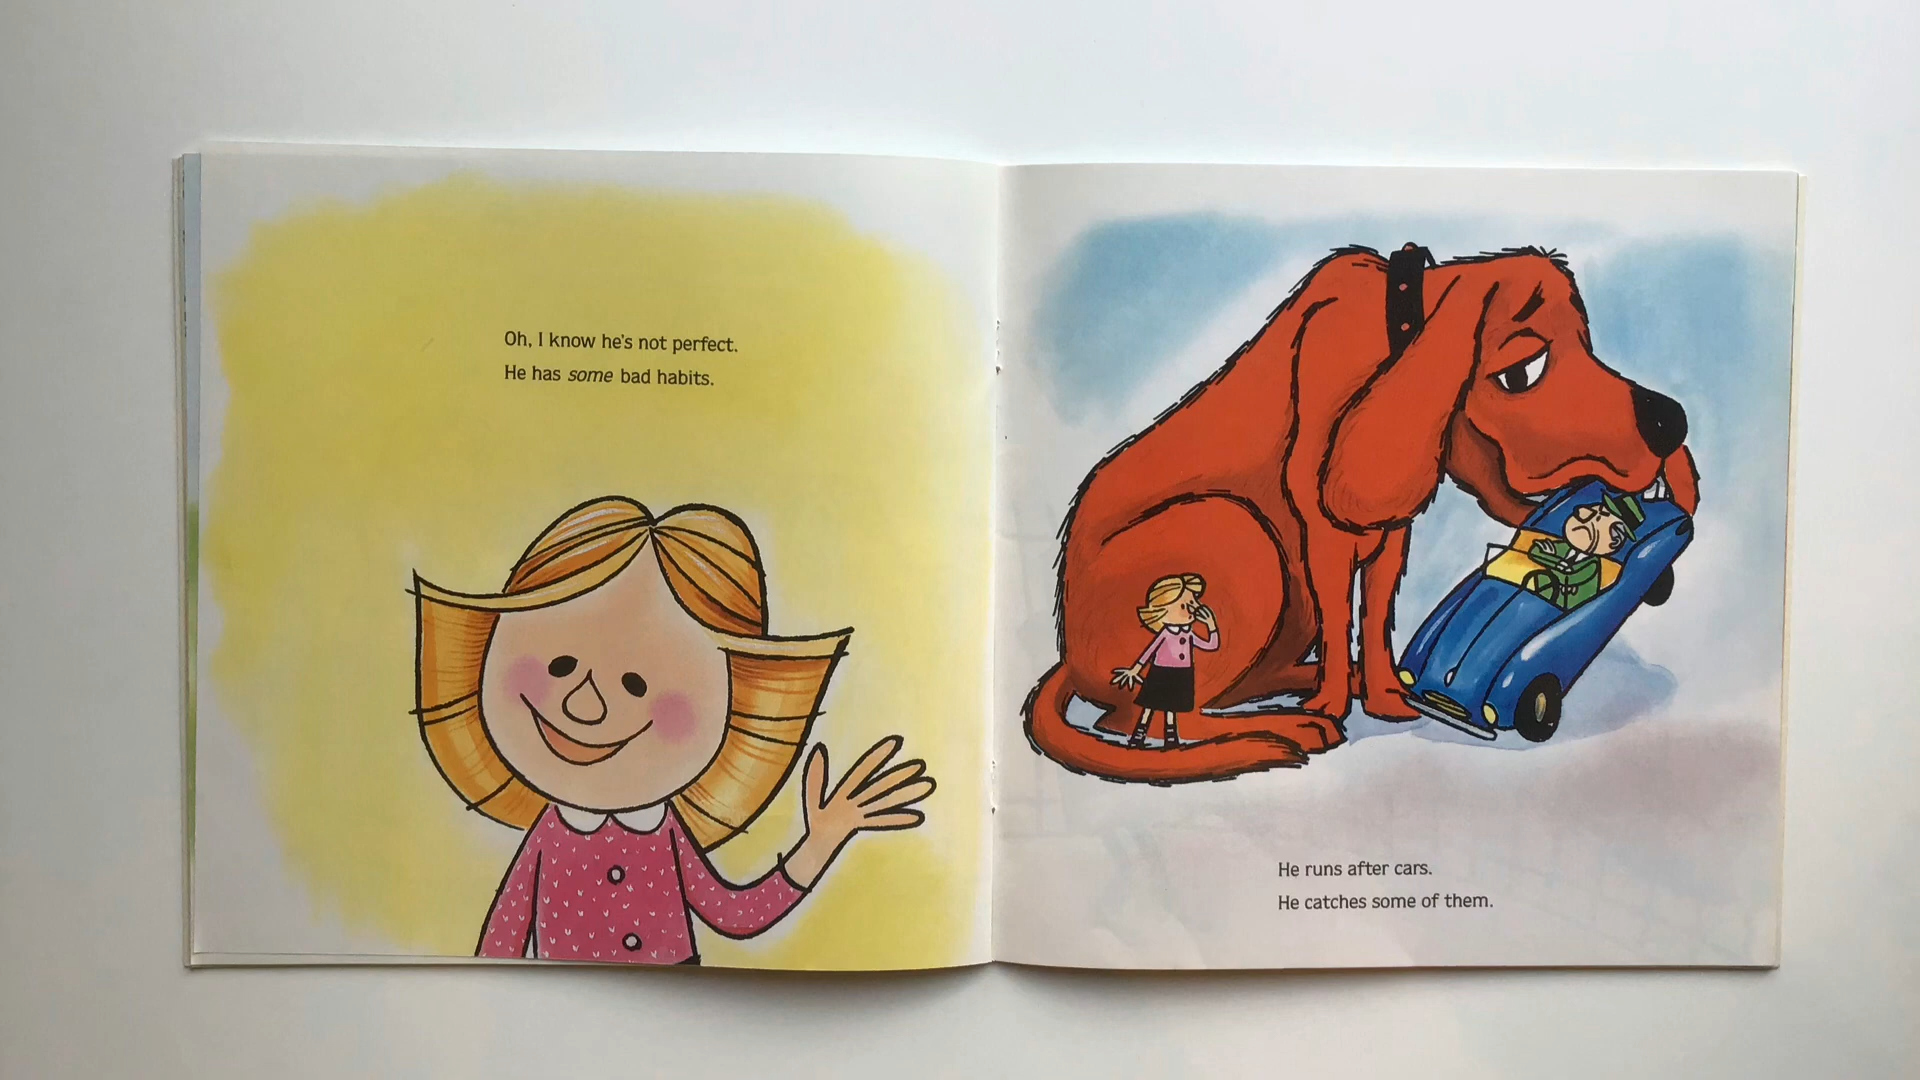 Oh, I know he's not perfect.
He has some bad habits.
He runs after cars.
He catches some of them.